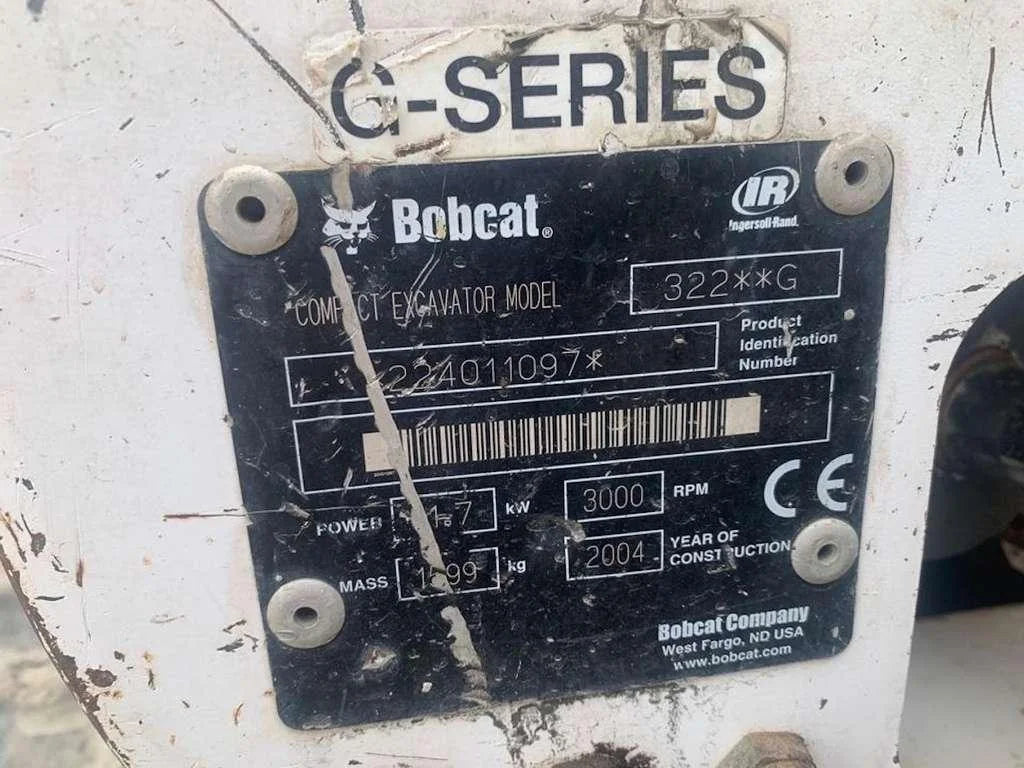 G-SERIES
Bobcat®
IR
Ingersoll-Rand
COMPACT EXCAVATOR MODEL 322**G
224011097*
Product
Identification
Number
POWER kW 3000 RPM
MASS kg 2004 YEAR OF
CONSTRUCTION
CE
Bobcat Company
West Fargo, ND USA
www.bobcat.com